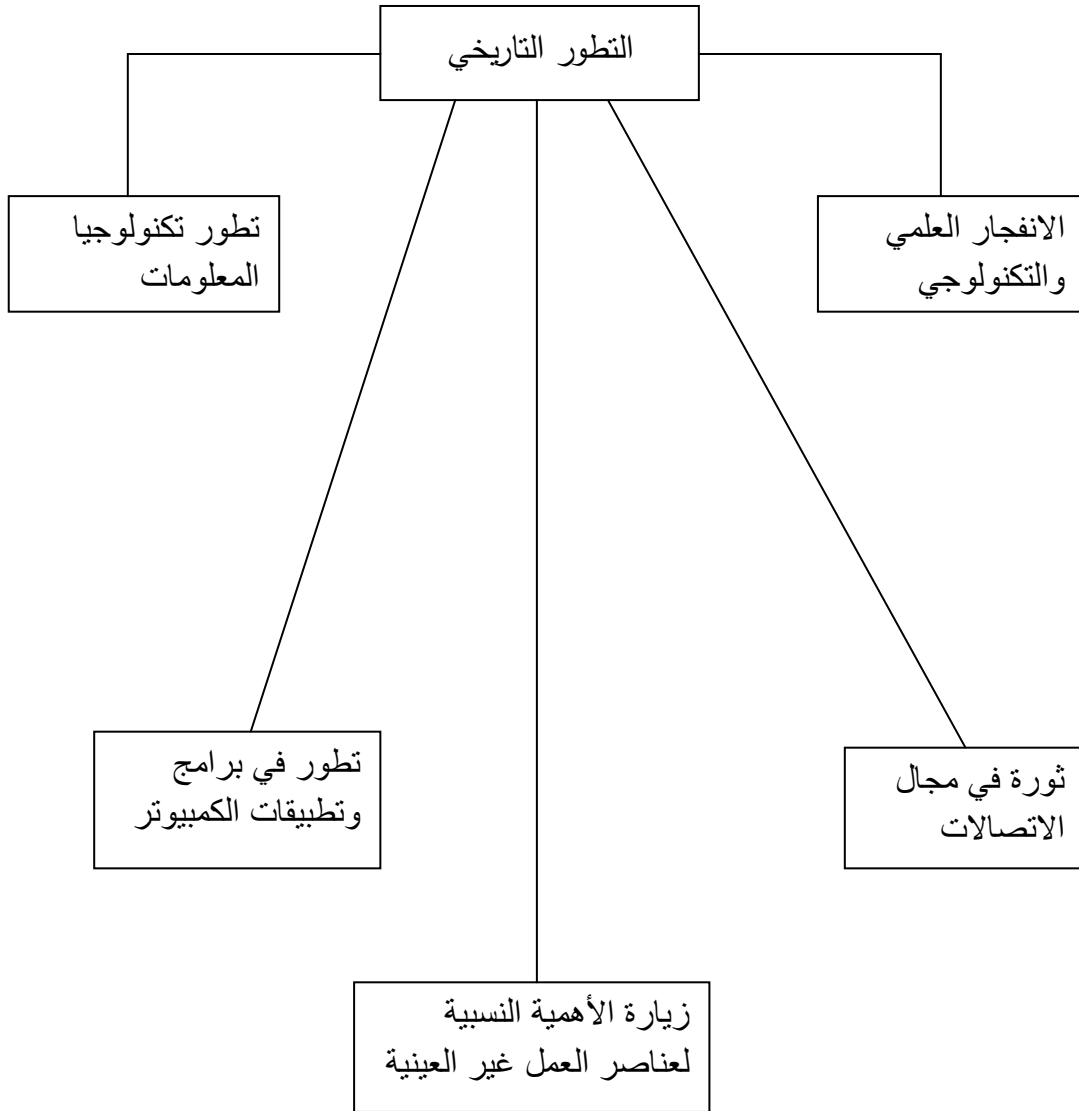 التطور التاريخي
الانفجار العلمي
والتكنولوجي
تطور تكنولوجيا
المعلومات
ثورة في مجال
الاتصالات
تطور في برامج
وتطبيقات الكمبيوتر
زيارة الأهمية النسبية
لعناصر العمل غير العينية